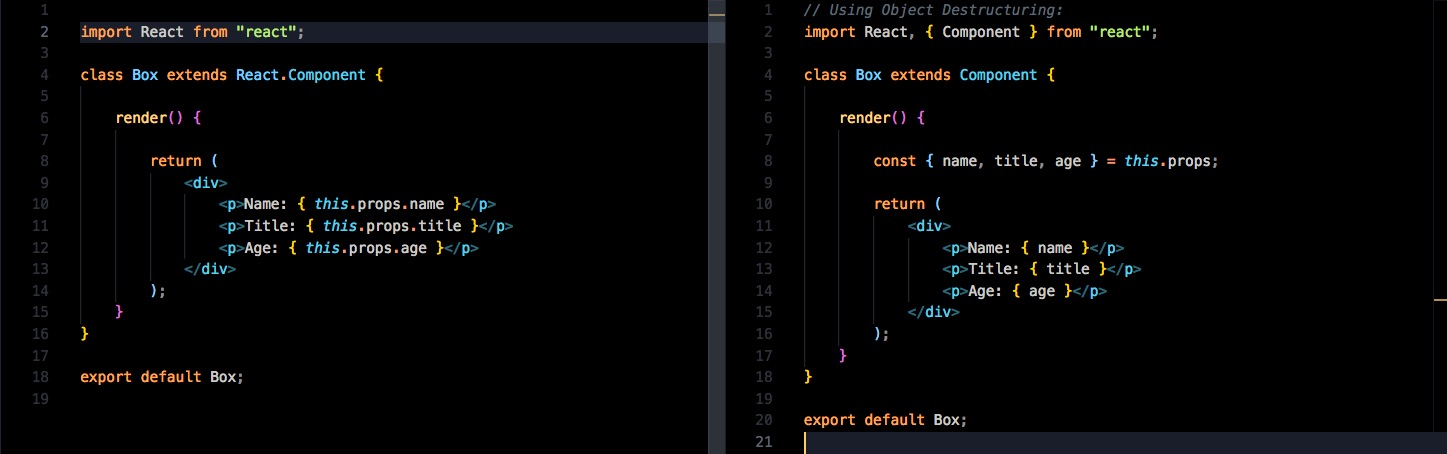 1
2 import React from "react";
3
4 class Box extends React.Component {
5
6 render() {
7
8 return (
9 <div>
10 <p>Name: { this.props.name }</p>
11 <p>Title: { this.props.title }</p>
12 <p>Age: { this.props.age }</p>
13 </div>
14 );
15 }
16 }
17
18 export default Box;
19
1 // Using Object Destructuring:
2 import React, { Component } from "react";
3
4 class Box extends Component {
5
6 render() {
7
8 const { name, title, age } = this.props;
9
10 return (
11 <div>
12 <p>Name: { name }</p>
13 <p>Title: { title }</p>
14 <p>Age: { age }</p>
15 </div>
16 );
17 }
18 }
19
20 export default Box;
21